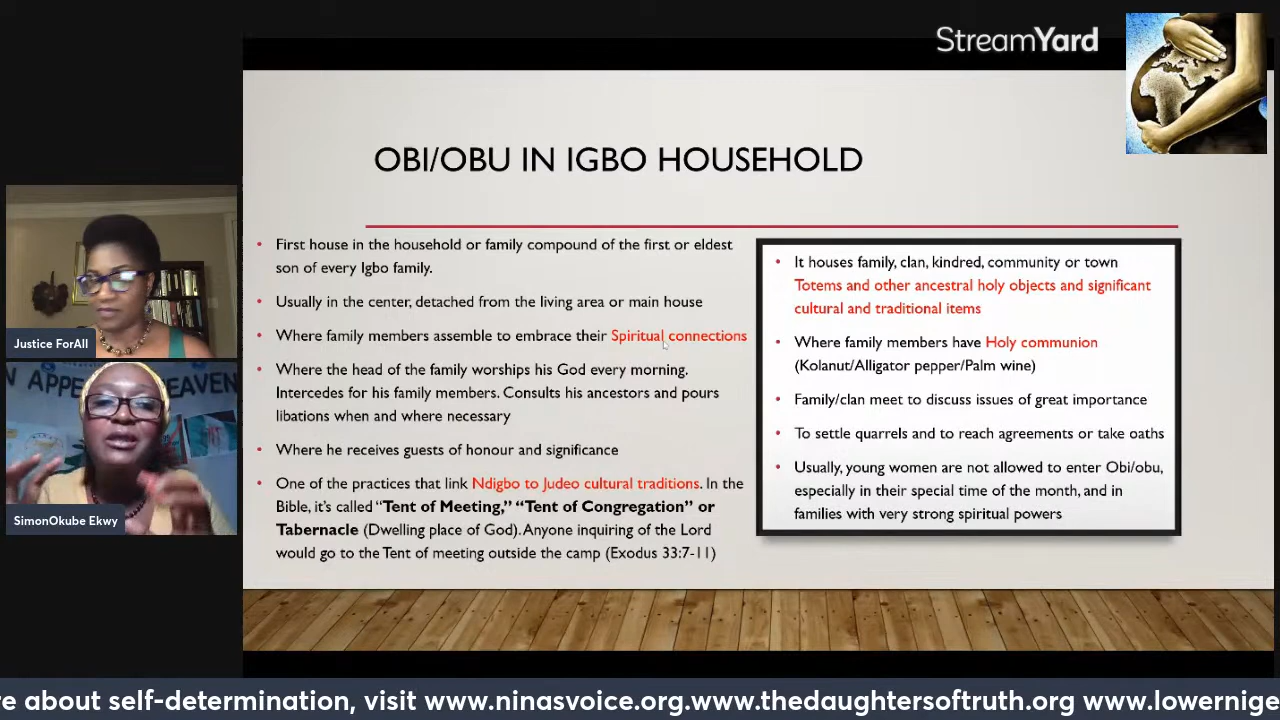 StreamYard
OBI/OBU IN IGBO HOUSEHOLD
• First house in the household or family compound of the first or eldest
son of every Igbo family.
• Usually in the center, detached from the living area or main house
• Where family members assemble to embrace their Spiritual connections
• Where the head of the family worships his God every morning.
Intercedes for his family members. Consults his ancestors and pours
libations when and where necessary
• Where he receives guests of honour and significance
• One of the practices that link Ndigbo to Judeo cultural traditions. In the
Bible, it's called “Tent of Meeting,” “Tent of Congregation” or
Tabernacle (Dwelling place of God). Anyone inquiring of the Lord
would go to the Tent of meeting outside the camp (Exodus 33:7-11)
• It houses family, clan, kindred, community or town
Totems and other ancestral holy objects and significant
cultural and traditional items
• Where family members have Holy communion
(Kolanut/Alligator pepper/Palm wine)
• Family/clan meet to discuss issues of great importance
• To settle quarrels and to reach agreements or take oaths
• Usually, young women are not allowed to enter Obi/obu,
especially in their special time of the month, and in
families with very strong spiritual powers
Justice ForAll
N APPE HEAVEN
SimonOkube Ekwy
re about self-determination, visit www.ninasvoice.org.www.thedaughtersoftruth.org www.lowernige